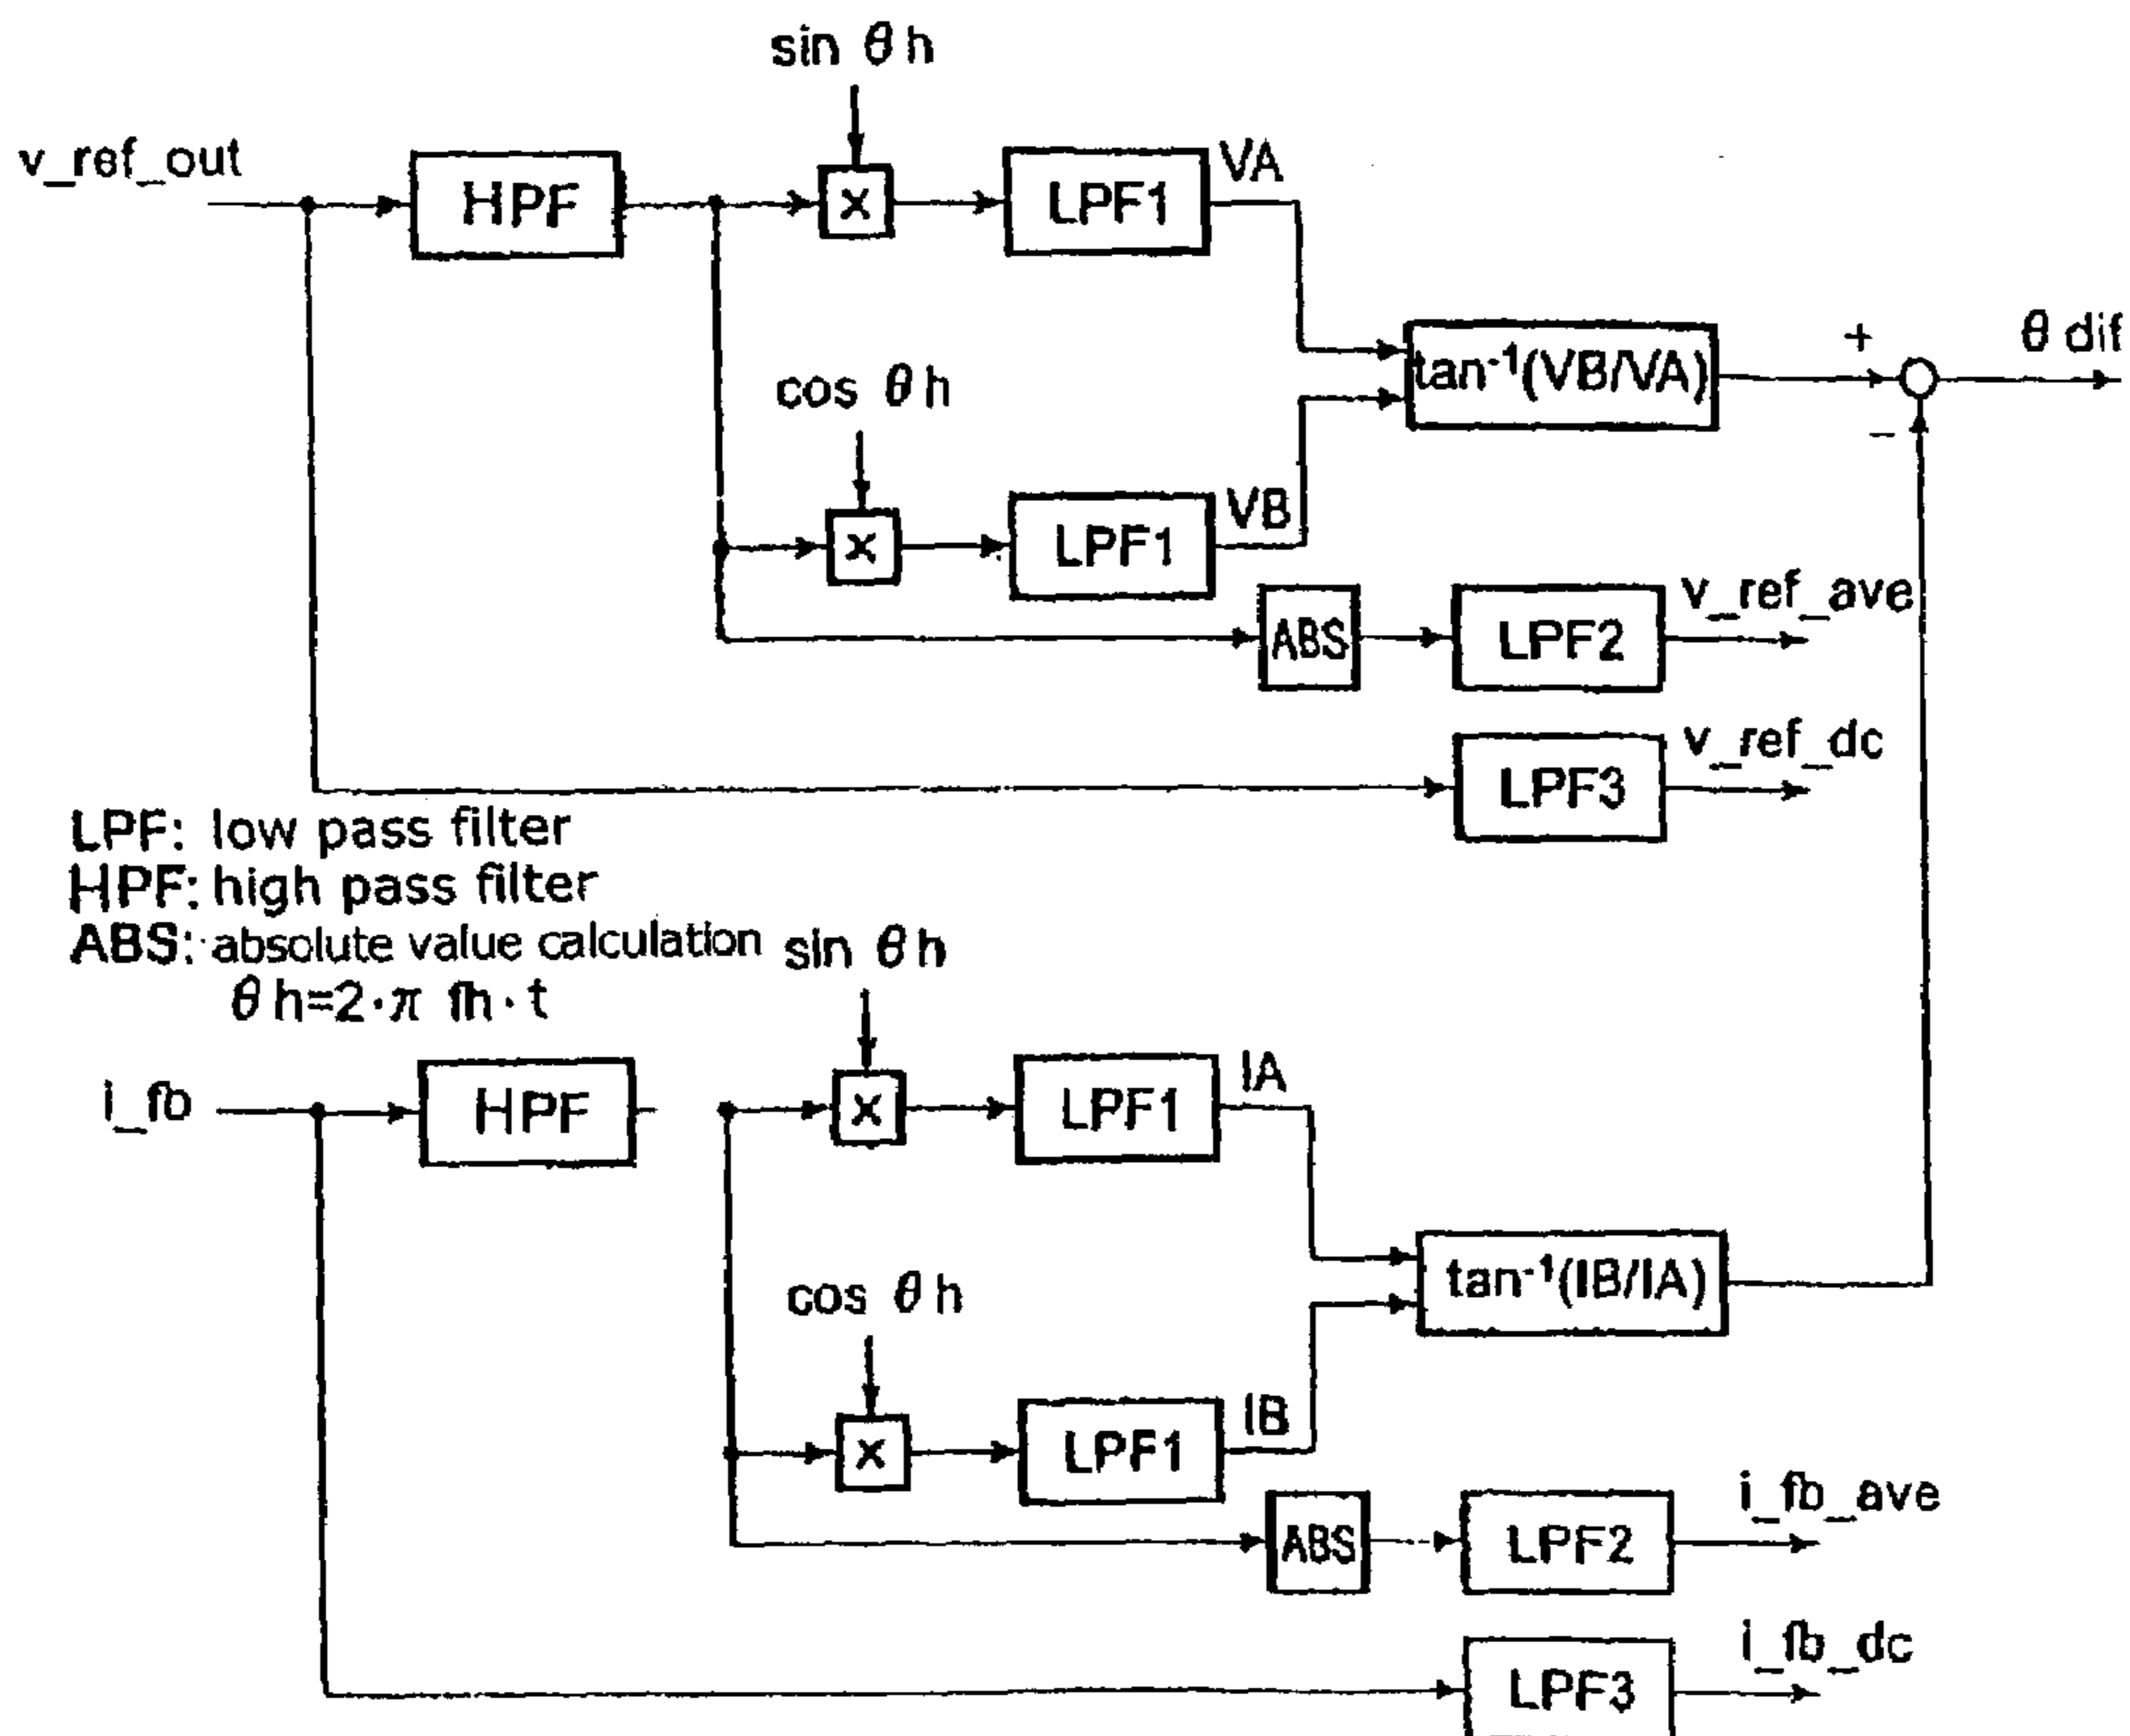 sin θh
v_ref_out
HPF
x
LPF1
VA
tan⁻¹(VB/VA)
+
θ dif
−
cos θh
x
LPF1
VB
ABS
LPF2
v_ref_ave
LPF3
v_ref_dc
LPF: low pass filter
HPF: high pass filter
ABS: absolute value calculation
θh=2·π fh·t
sin θh
i_fb
HPF
x
LPF1
IA
tan⁻¹(IB/IA)
cos θh
x
LPF1
IB
ABS
LPF2
i_fb_ave
LPF3
i_fb_dc